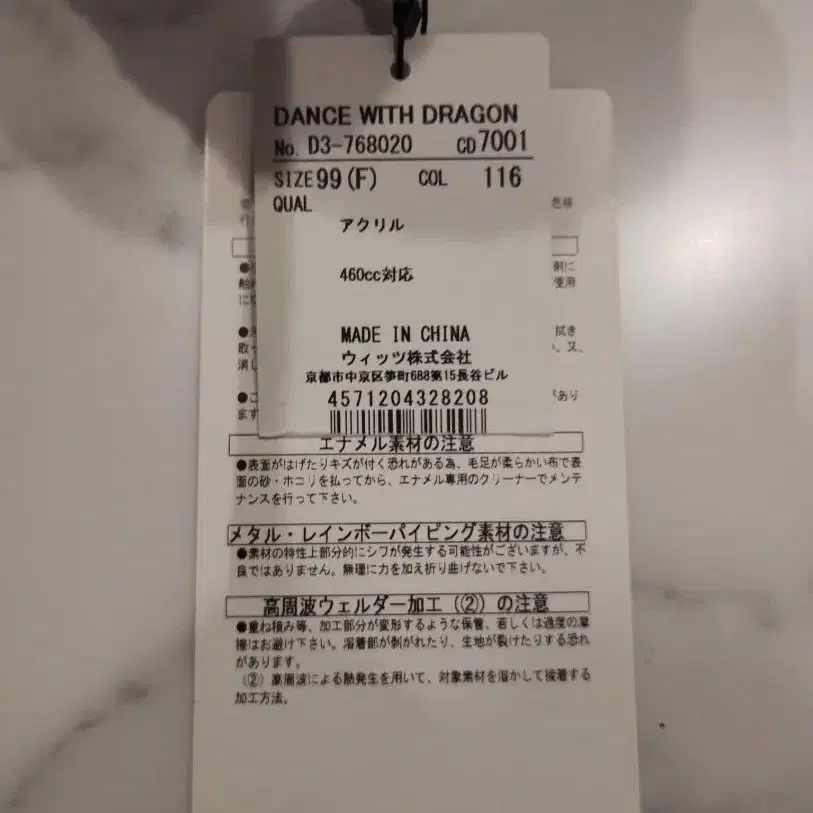 DANCE WITH DRAGON
No. D3-768020 CD7001
SIZE99(F) COL 116
QUAL
アクリル
460cc対応
MADE IN CHINA
ウィッツ株式会社
京都市中京区笋町688第15長谷ビル
4571204328208
エナメル素材の注意
●表面がはげたりキズが付く恐れがある為、毛足が柔らかい布で表
面の砂・ホコリを払ってから、エナメル専用のクリーナーでメンテ
ナンスを行って下さい。
メタル・レインボーパイピング素材の注意
●素材の特性上部分的にシワが発生する可能性がございますが、不
良ではありません。無理に力を加え折り曲げないで下さい。
高周波ウェルダー加工(②)の注意
●重ね積み等、加工部分が変形するような保管、若しくは過度の摩
擦はお避け下さい。溶着部が剥がれたり、生地が裂けたりする恐れ
があります。
(②)高周波による熱発生を用いて、対象素材を溶かして接着する
加工方法。